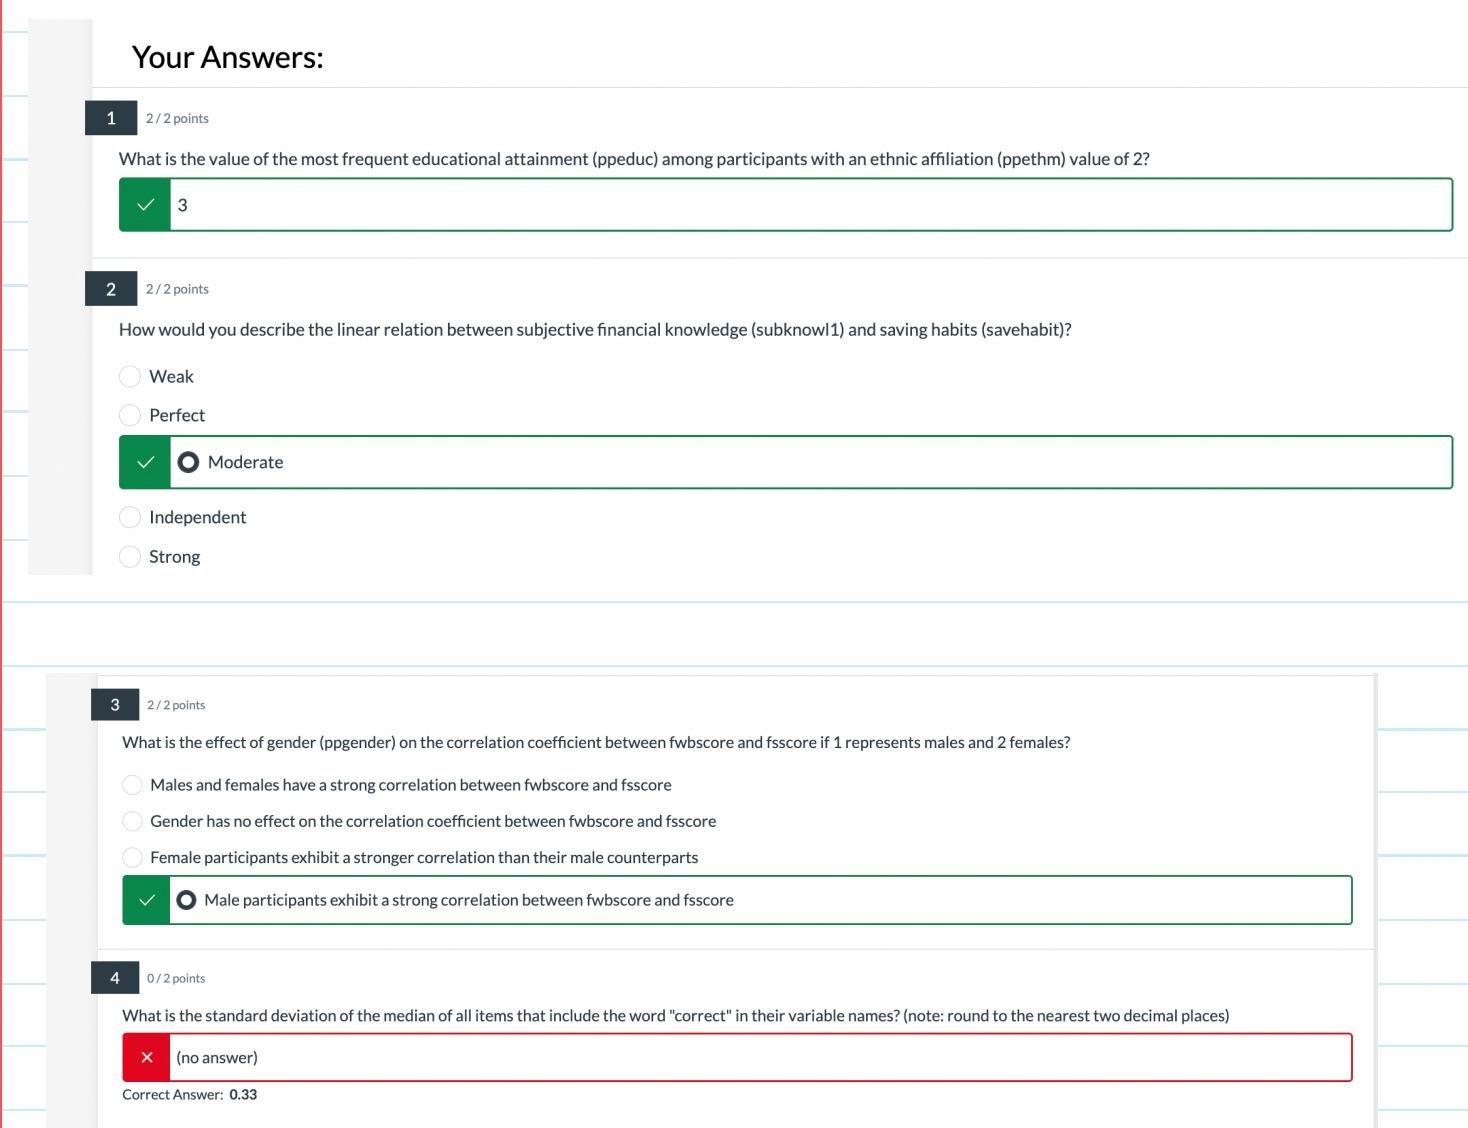 Your Answers:
1
2 / 2 points
What is the value of the most frequent educational attainment (ppeduc) among participants with an ethnic affiliation (ppethm) value of 2?
3
2
2 / 2 points
How would you describe the linear relation between subjective financial knowledge (subknowl1) and saving habits (savehabit)?
Weak
Perfect
Moderate
Independent
Strong
3
2 / 2 points
What is the effect of gender (ppgender) on the correlation coefficient between fwbscore and fsscore if 1 represents males and 2 females?
Males and females have a strong correlation between fwbscore and fsscore
Gender has no effect on the correlation coefficient between fwbscore and fsscore
Female participants exhibit a stronger correlation than their male counterparts
Male participants exhibit a strong correlation between fwbscore and fsscore
4
0 / 2 points
What is the standard deviation of the median of all items that include the word "correct" in their variable names? (note: round to the nearest two decimal places)
(no answer)
Correct Answer: 0.33